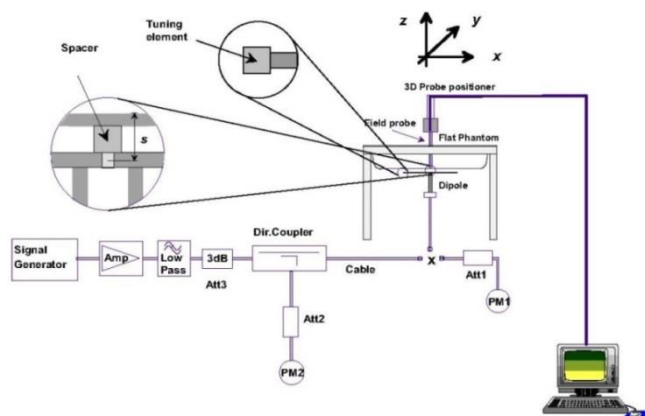 Tuning
element
Spacer
s
z
y
x
3D Probe positioner
Field probe
Flat Phantom
Dipole
Signal
Generator
Amp
Low
Pass
3dB
Att3
Dir.Coupler
Cable
x
Att1
PM1
Att2
PM2